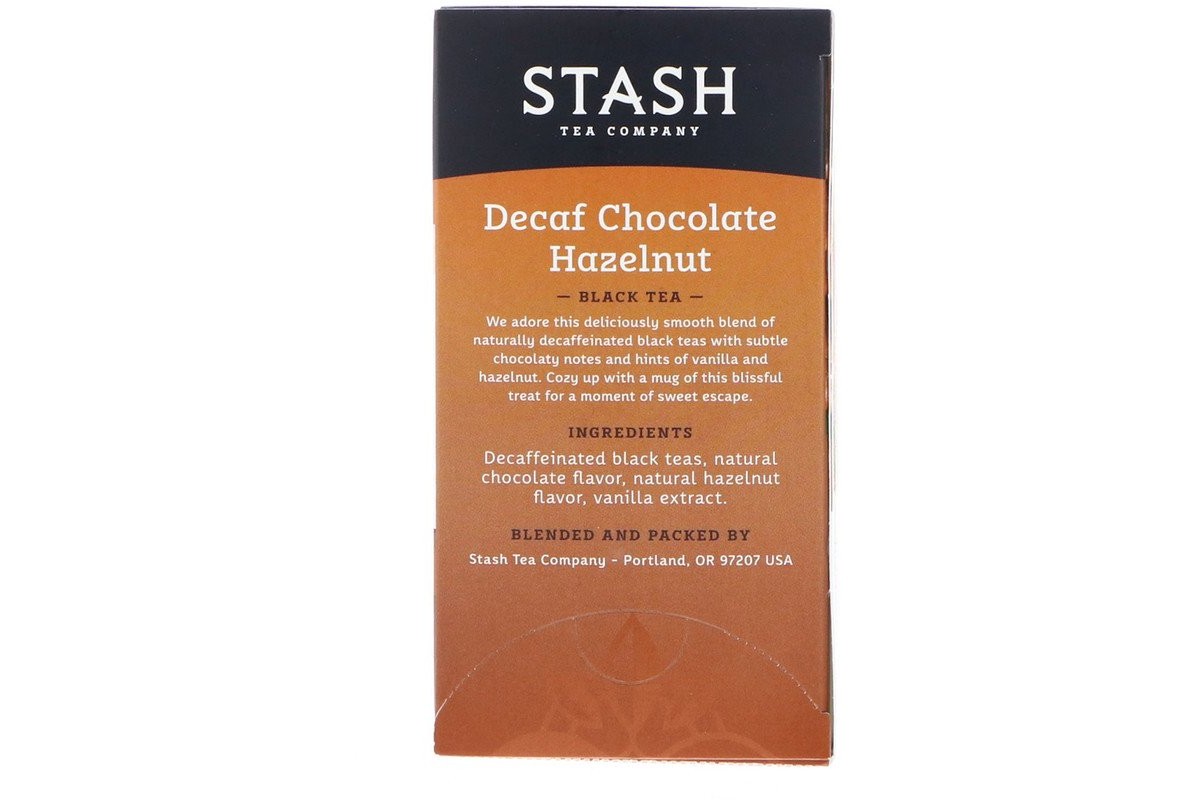 STASH
TEA COMPANY
Decaf Chocolate
Hazelnut
— BLACK TEA —
We adore this deliciously smooth blend of
naturally decaffeinated black teas with subtle
chocolaty notes and hints of vanilla and
hazelnut. Cozy up with a mug of this blissful
treat for a moment of sweet escape.
INGREDIENTS
Decaffeinated black teas, natural
chocolate flavor, natural hazelnut
flavor, vanilla extract.
BLENDED AND PACKED BY
Stash Tea Company - Portland, OR 97207 USA